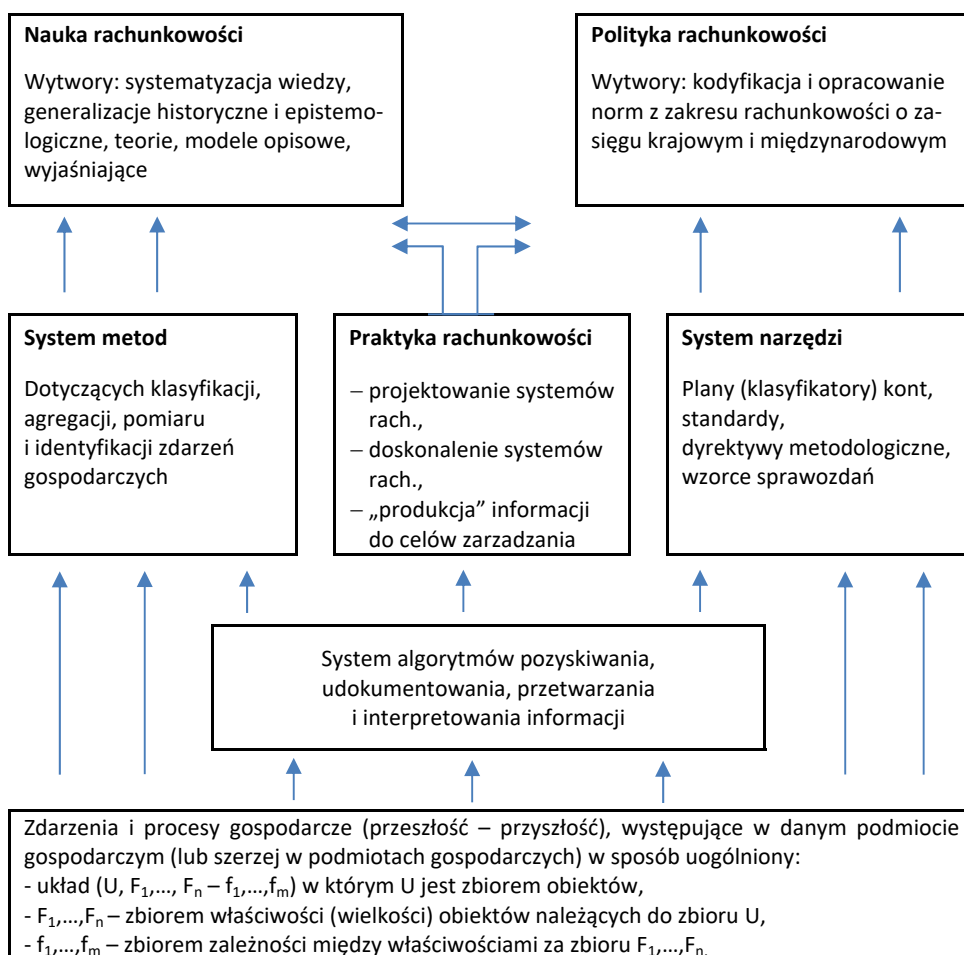 Nauka rachunkowości
Wytwory: systematyzacja wiedzy,
generalizacje historyczne i epistemo-
logiczne, teorie, modele opisowe,
wyjaśniające
Polityka rachunkowości
Wytwory: kodyfikacja i opracowanie
norm z zakresu rachunkowości o za-
sięgu krajowym i międzynarodowym
System metod
Dotyczących klasyfikacji,
agregacji, pomiaru
i identyfikacji zdarzeń
gospodarczych
Praktyka rachunkowości
– projektowanie systemów
rach.,
– doskonalenie systemów
rach.,
– „produkcja” informacji
do celów zarzadzania
System narzędzi
Plany (klasyfikatory) kont,
standardy,
dyrektywy metodologiczne,
wzorce sprawozdań
System algorytmów pozyskiwania,
udokumentowania, przetwarzania
i interpretowania informacji
Zdarzenia i procesy gospodarcze (przeszłość – przyszłość), występujące w danym podmiocie
gospodarczym (lub szerzej w podmiotach gospodarczych) w sposób uogólniony:
- układ (U, F₁,..., Fₙ – f₁,...,fₘ) w którym U jest zbiorem obiektów,
- F₁,...,Fₙ – zbiorem właściwości (wielkości) obiektów należących do zbioru U,
- f₁,...,fₘ – zbiorem zależności między właściwościami za zbioru F₁,...,Fₙ.